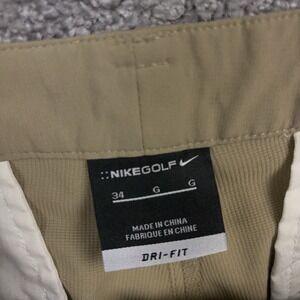 ::NIKEGOLF
34 G G
MADE IN CHINA
FABRIQUE EN CHINE
DRI-FIT